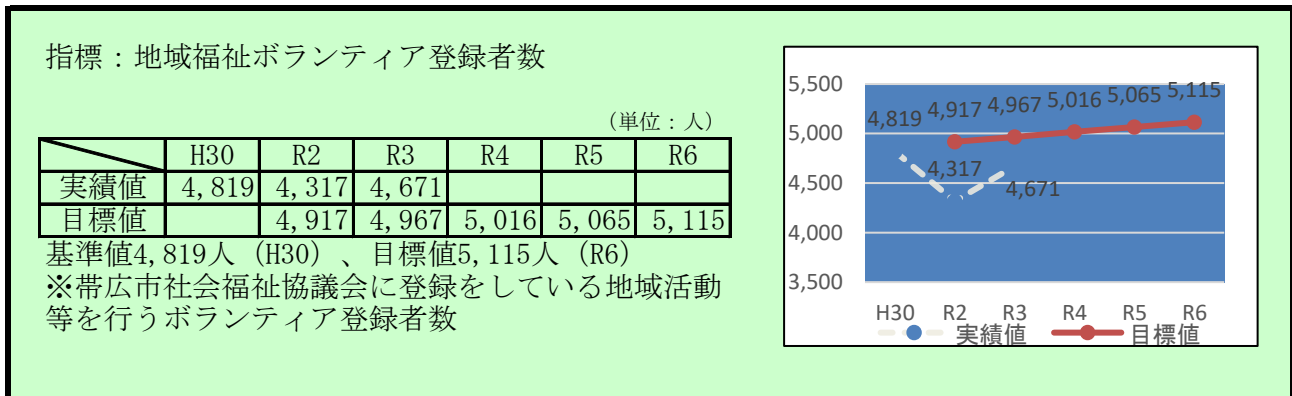 指標：地域福祉ボランティア登録者数
（単位：人）
H30 R2 R3 R4 R5 R6
実績値 4,819 4,317 4,671
目標値 4,917 4,967 5,016 5,065 5,115
基準値4,819人（H30）、目標値5,115人（R6）
※帯広市社会福祉協議会に登録をしている地域活動
等を行うボランティア登録者数
5,500
5,000
4,500
4,000
3,500
4,819 4,917 4,967 5,016 5,065 5,115
4,317
4,671
H30 R2 R3 R4 R5 R6
実績値 目標値